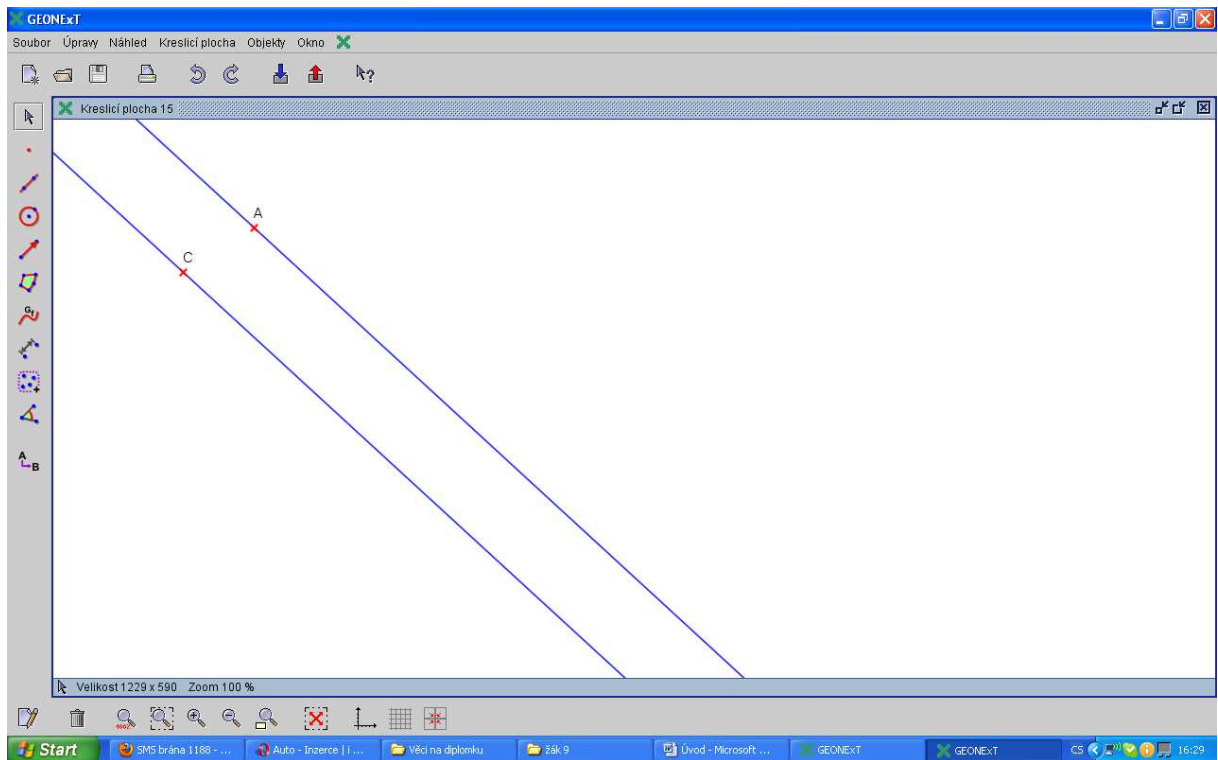 GEONExT
Soubor Úpravy Náhled Kreslicí plocha Objekty Okno
Kreslicí plocha 15
A
C
A
B
Velikost 1229 x 590 Zoom 100 %
Start SMS brána 1188 - ... Auto - Inzerce | i ... Věci na diplomku žák 9 Úvod - Microsoft ... GEONExT GEONExT CS 16:29